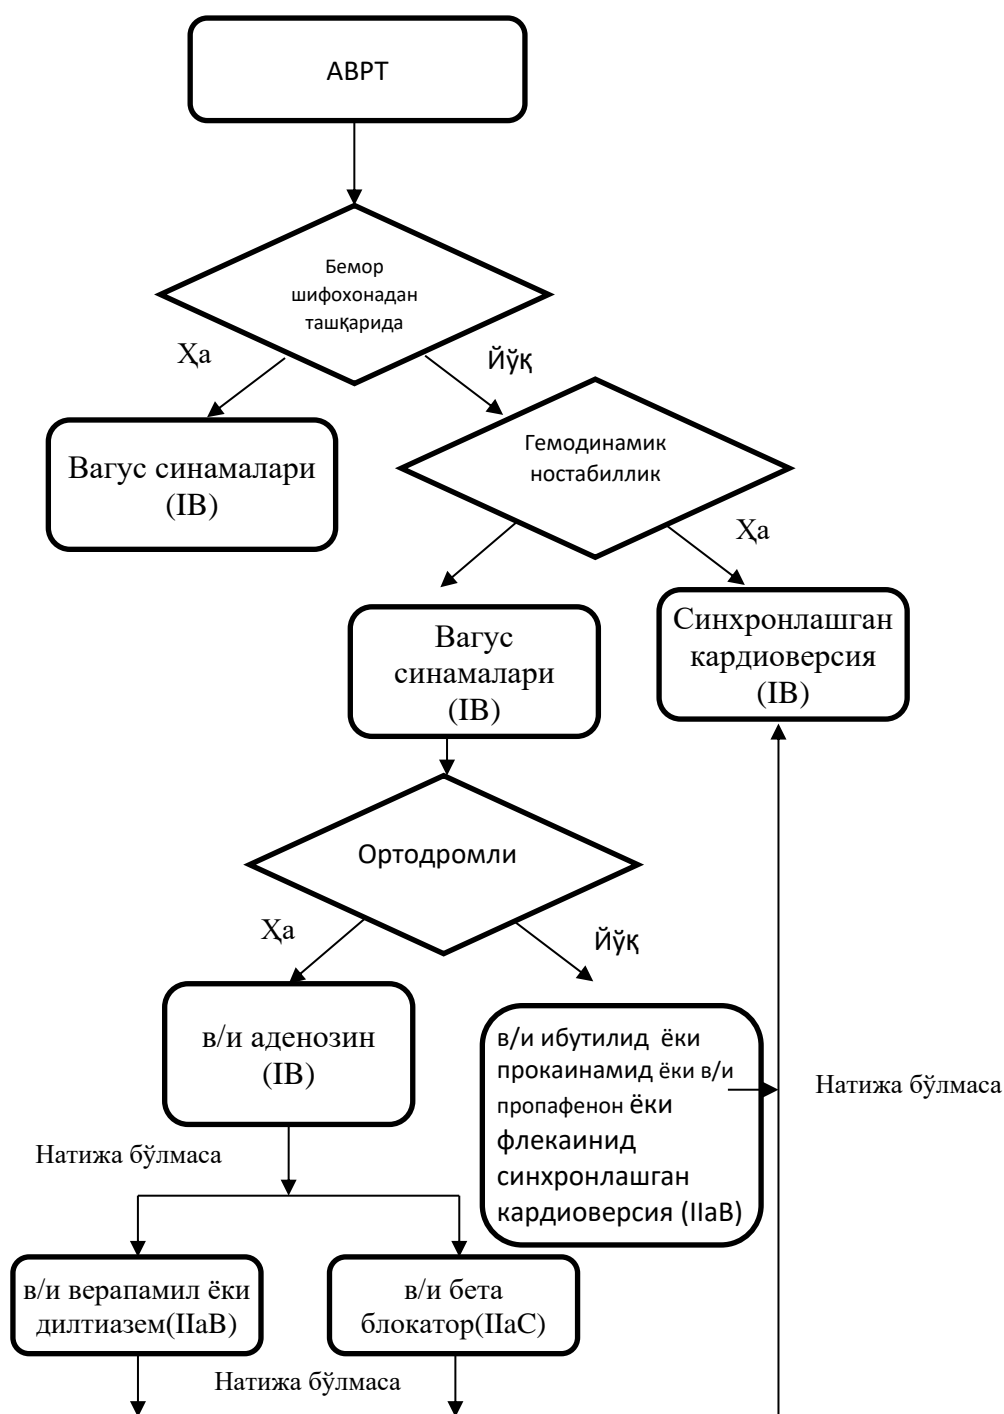 АВРТ
Бемор
шифохонадан
ташқарида
Ҳа
Йўқ
Вагус синамалари
(IB)
Гемодинамик
ностабиллик
Ҳа
Вагус
синамалари
(IB)
Синхронлашган
кардиоверсия
(IB)
Ортодромли
Ҳа
Йўқ
в/и аденозин
(IB)
в/и ибутилид ёки
прокаинамид ёки в/и
пропафенон ёки
флекаинид
синхронлашган
кардиоверсия (IIaB)
Натижа бўлмаса
Натижа бўлмаса
в/и верапамил ёки
дилтиазем(IIaB)
в/и бета
блокатор(IIaC)
Натижа бўлмаса